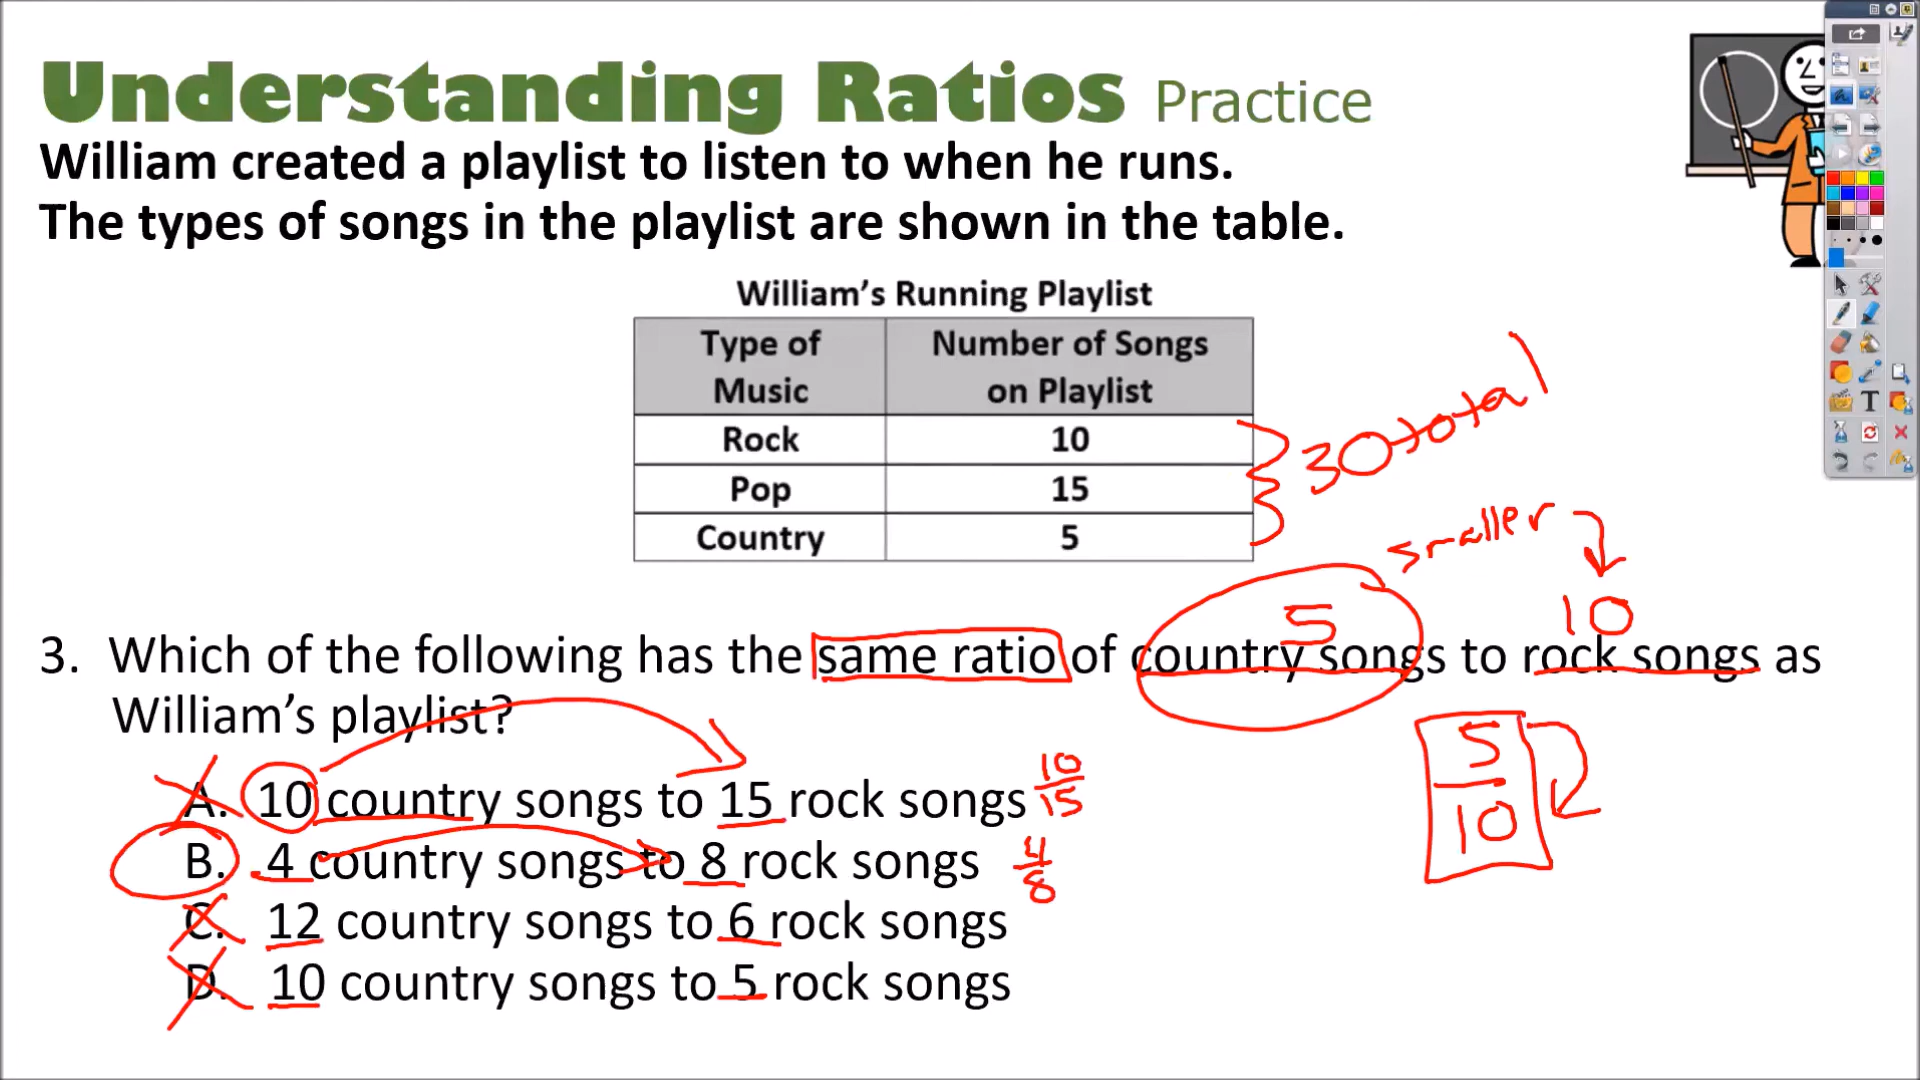 Understanding Ratios Practice
William created a playlist to listen to when he runs.
The types of songs in the playlist are shown in the table.
William's Running Playlist
Type of Music | Number of Songs on Playlist
Rock | 10
Pop | 15
Country | 5
30 total
smaller
5 10
3. Which of the following has the same ratio of country songs to rock songs as
William's playlist?
5/10
A. 10 country songs to 15 rock songs 10/15
B. 4 country songs to 8 rock songs 4/8
C. 12 country songs to 6 rock songs
D. 10 country songs to 5 rock songs
T